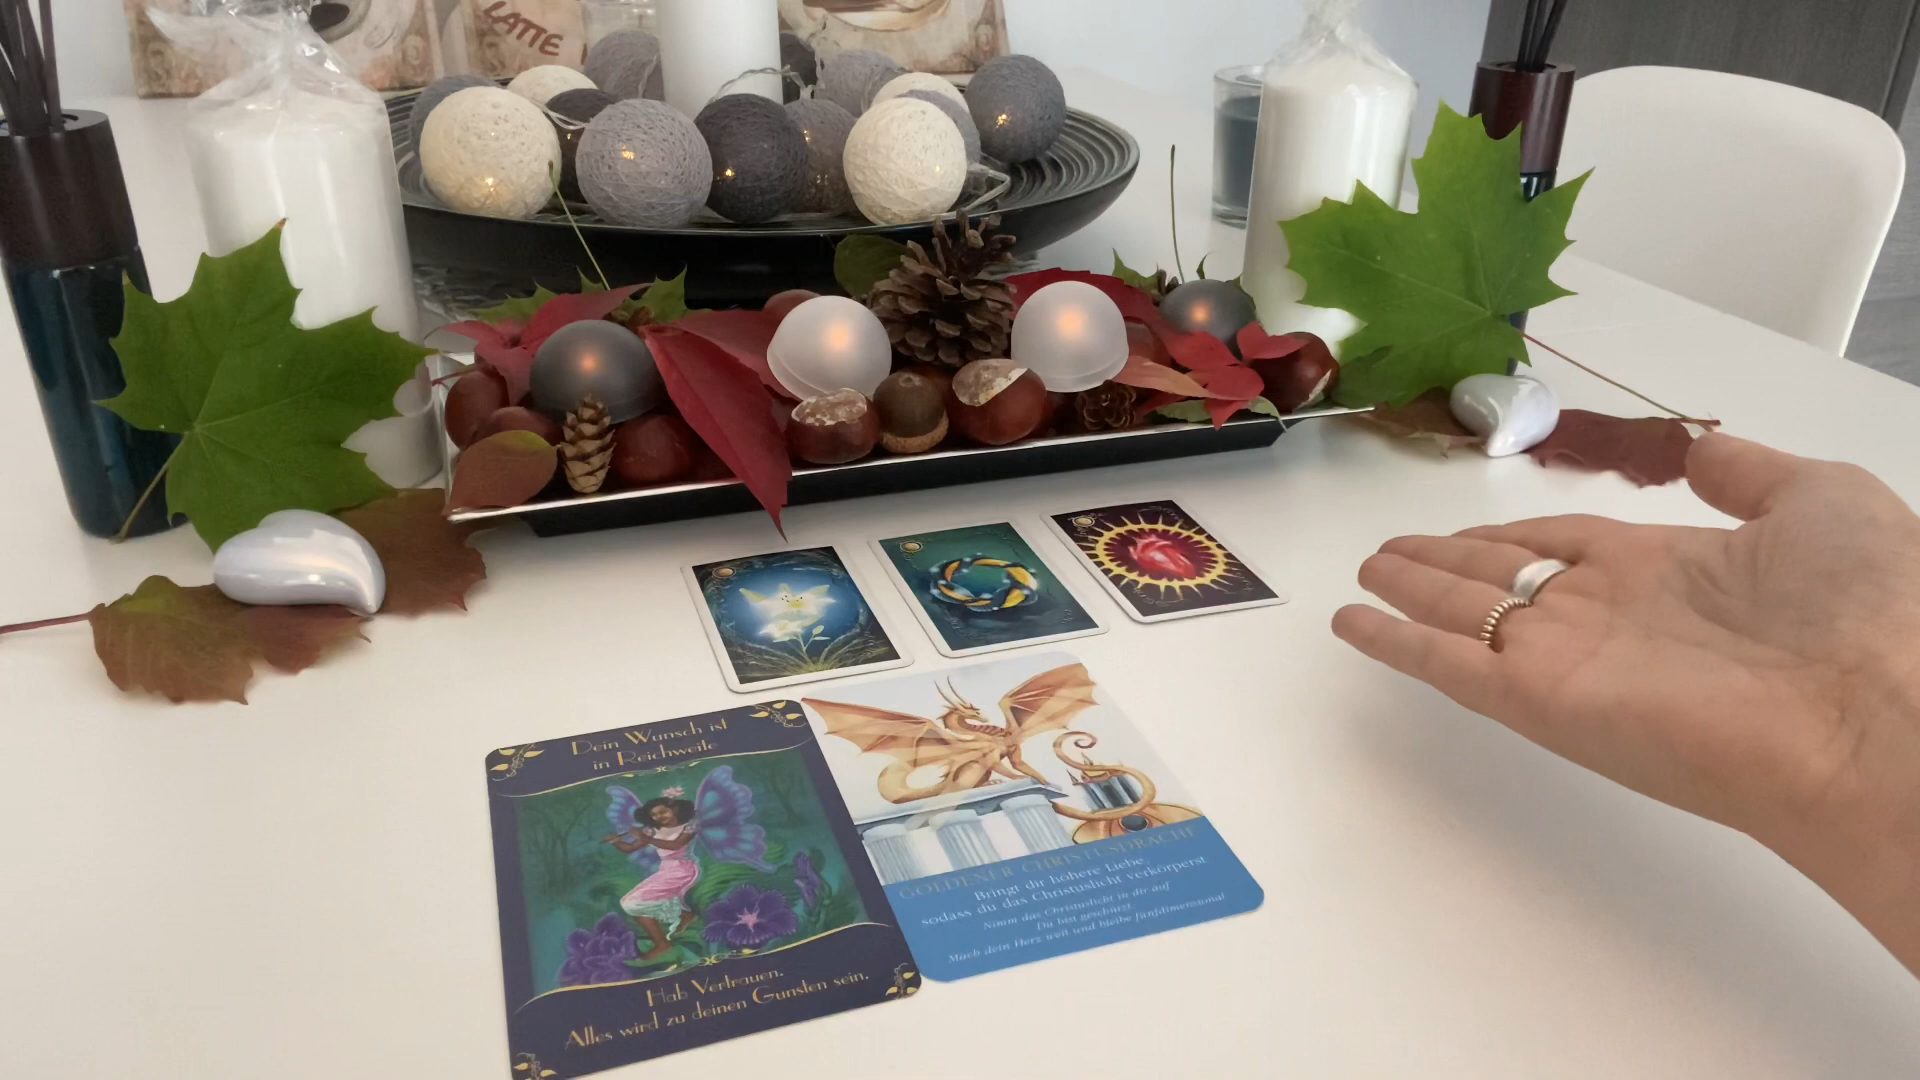 LATTE
Dein Wunsch ist
in Reichweite
Hab Vertrauen.
Alles wird zu deinen Gunsten sein.
GOLDENER CHRISTUSDRACHE
Bringt dir höhere Liebe,
sodass du das Christuslicht verkörperst
Nimm das Christuslicht in dir auf
Du bist geschützt
Mach dein Herz weit und bleibe fünfdimensional